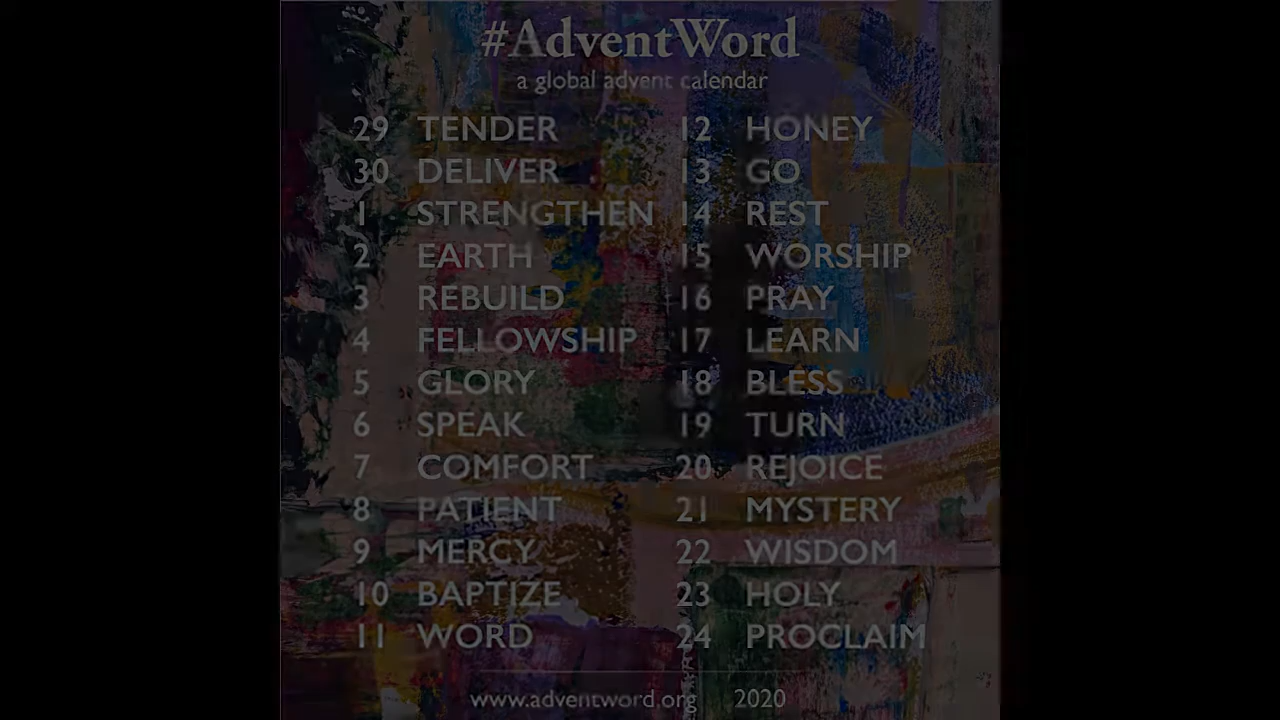 #AdventWord
a global advent calendar
29 TENDER
30 DELIVER
1 STRENGTHEN
2 EARTH
3 REBUILD
4 FELLOWSHIP
5 GLORY
6 SPEAK
7 COMFORT
8 PATIENT
9 MERCY
10 BAPTIZE
11 WORD
12 HONEY
13 GO
14 REST
15 WORSHIP
16 PRAY
17 LEARN
18 BLESS
19 TURN
20 REJOICE
21 MYSTERY
22 WISDOM
23 HOLY
24 PROCLAIM
www.adventword.org 2020